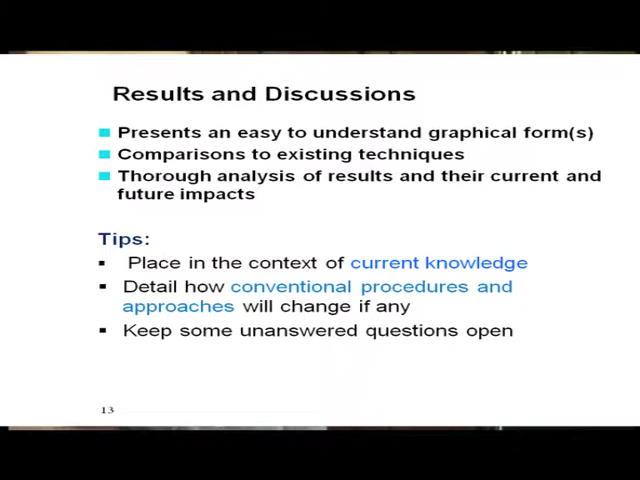 Results and Discussions
Presents an easy to understand graphical form(s)
Comparisons to existing techniques
Thorough analysis of results and their current and
future impacts
Tips:
Place in the context of current knowledge
Detail how conventional procedures and
approaches will change if any
Keep some unanswered questions open
13